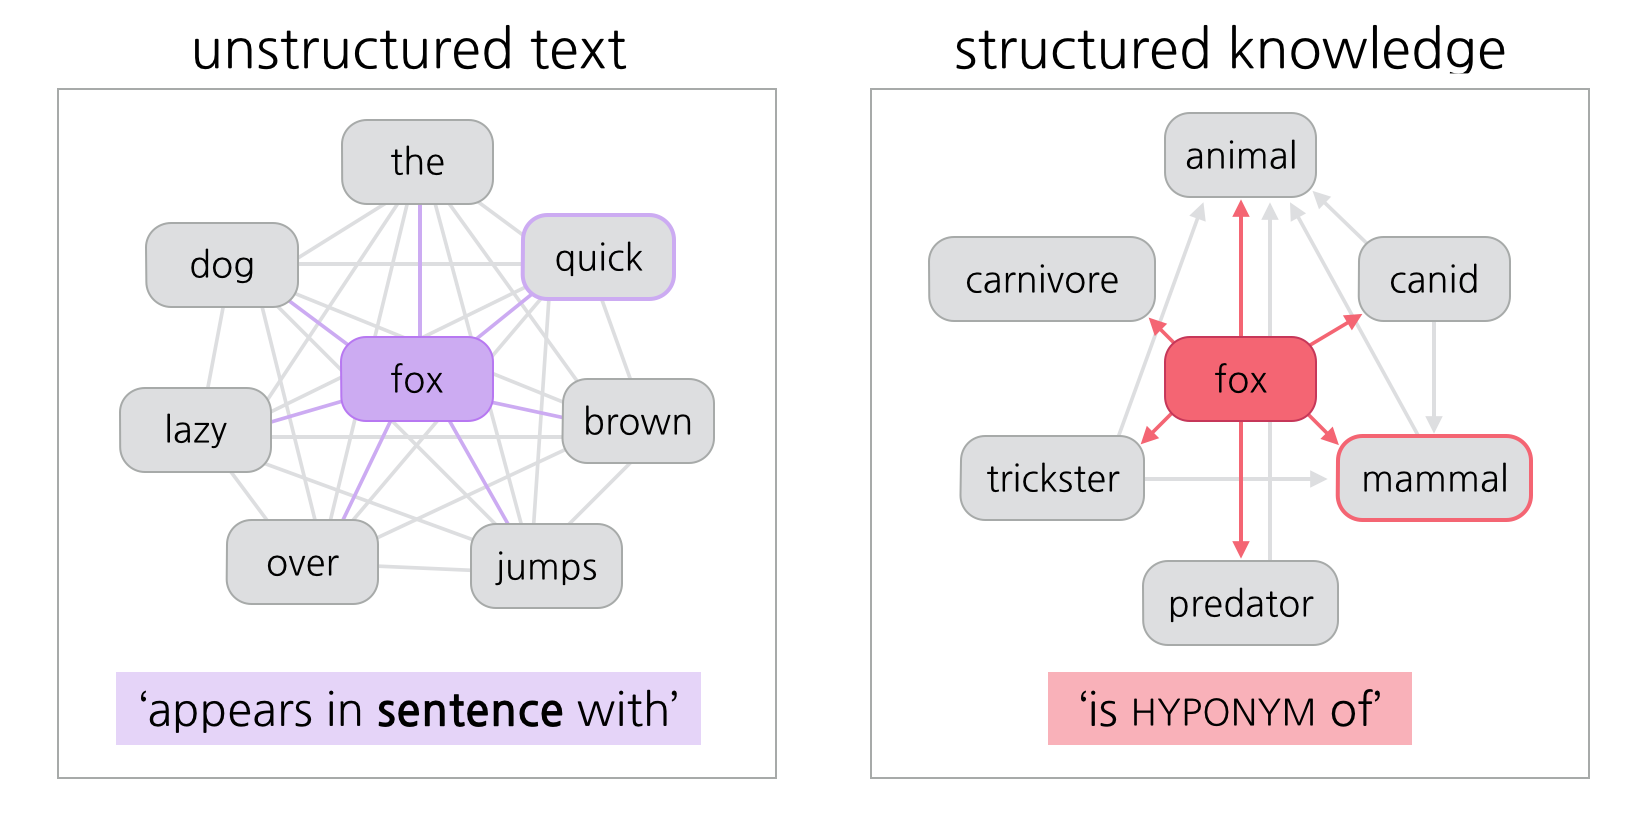 unstructured text
the
dog
quick
fox
lazy
brown
over
jumps
‘appears in sentence with’
structured knowledge
animal
carnivore
canid
fox
trickster
mammal
predator
‘is HYPONYM of’